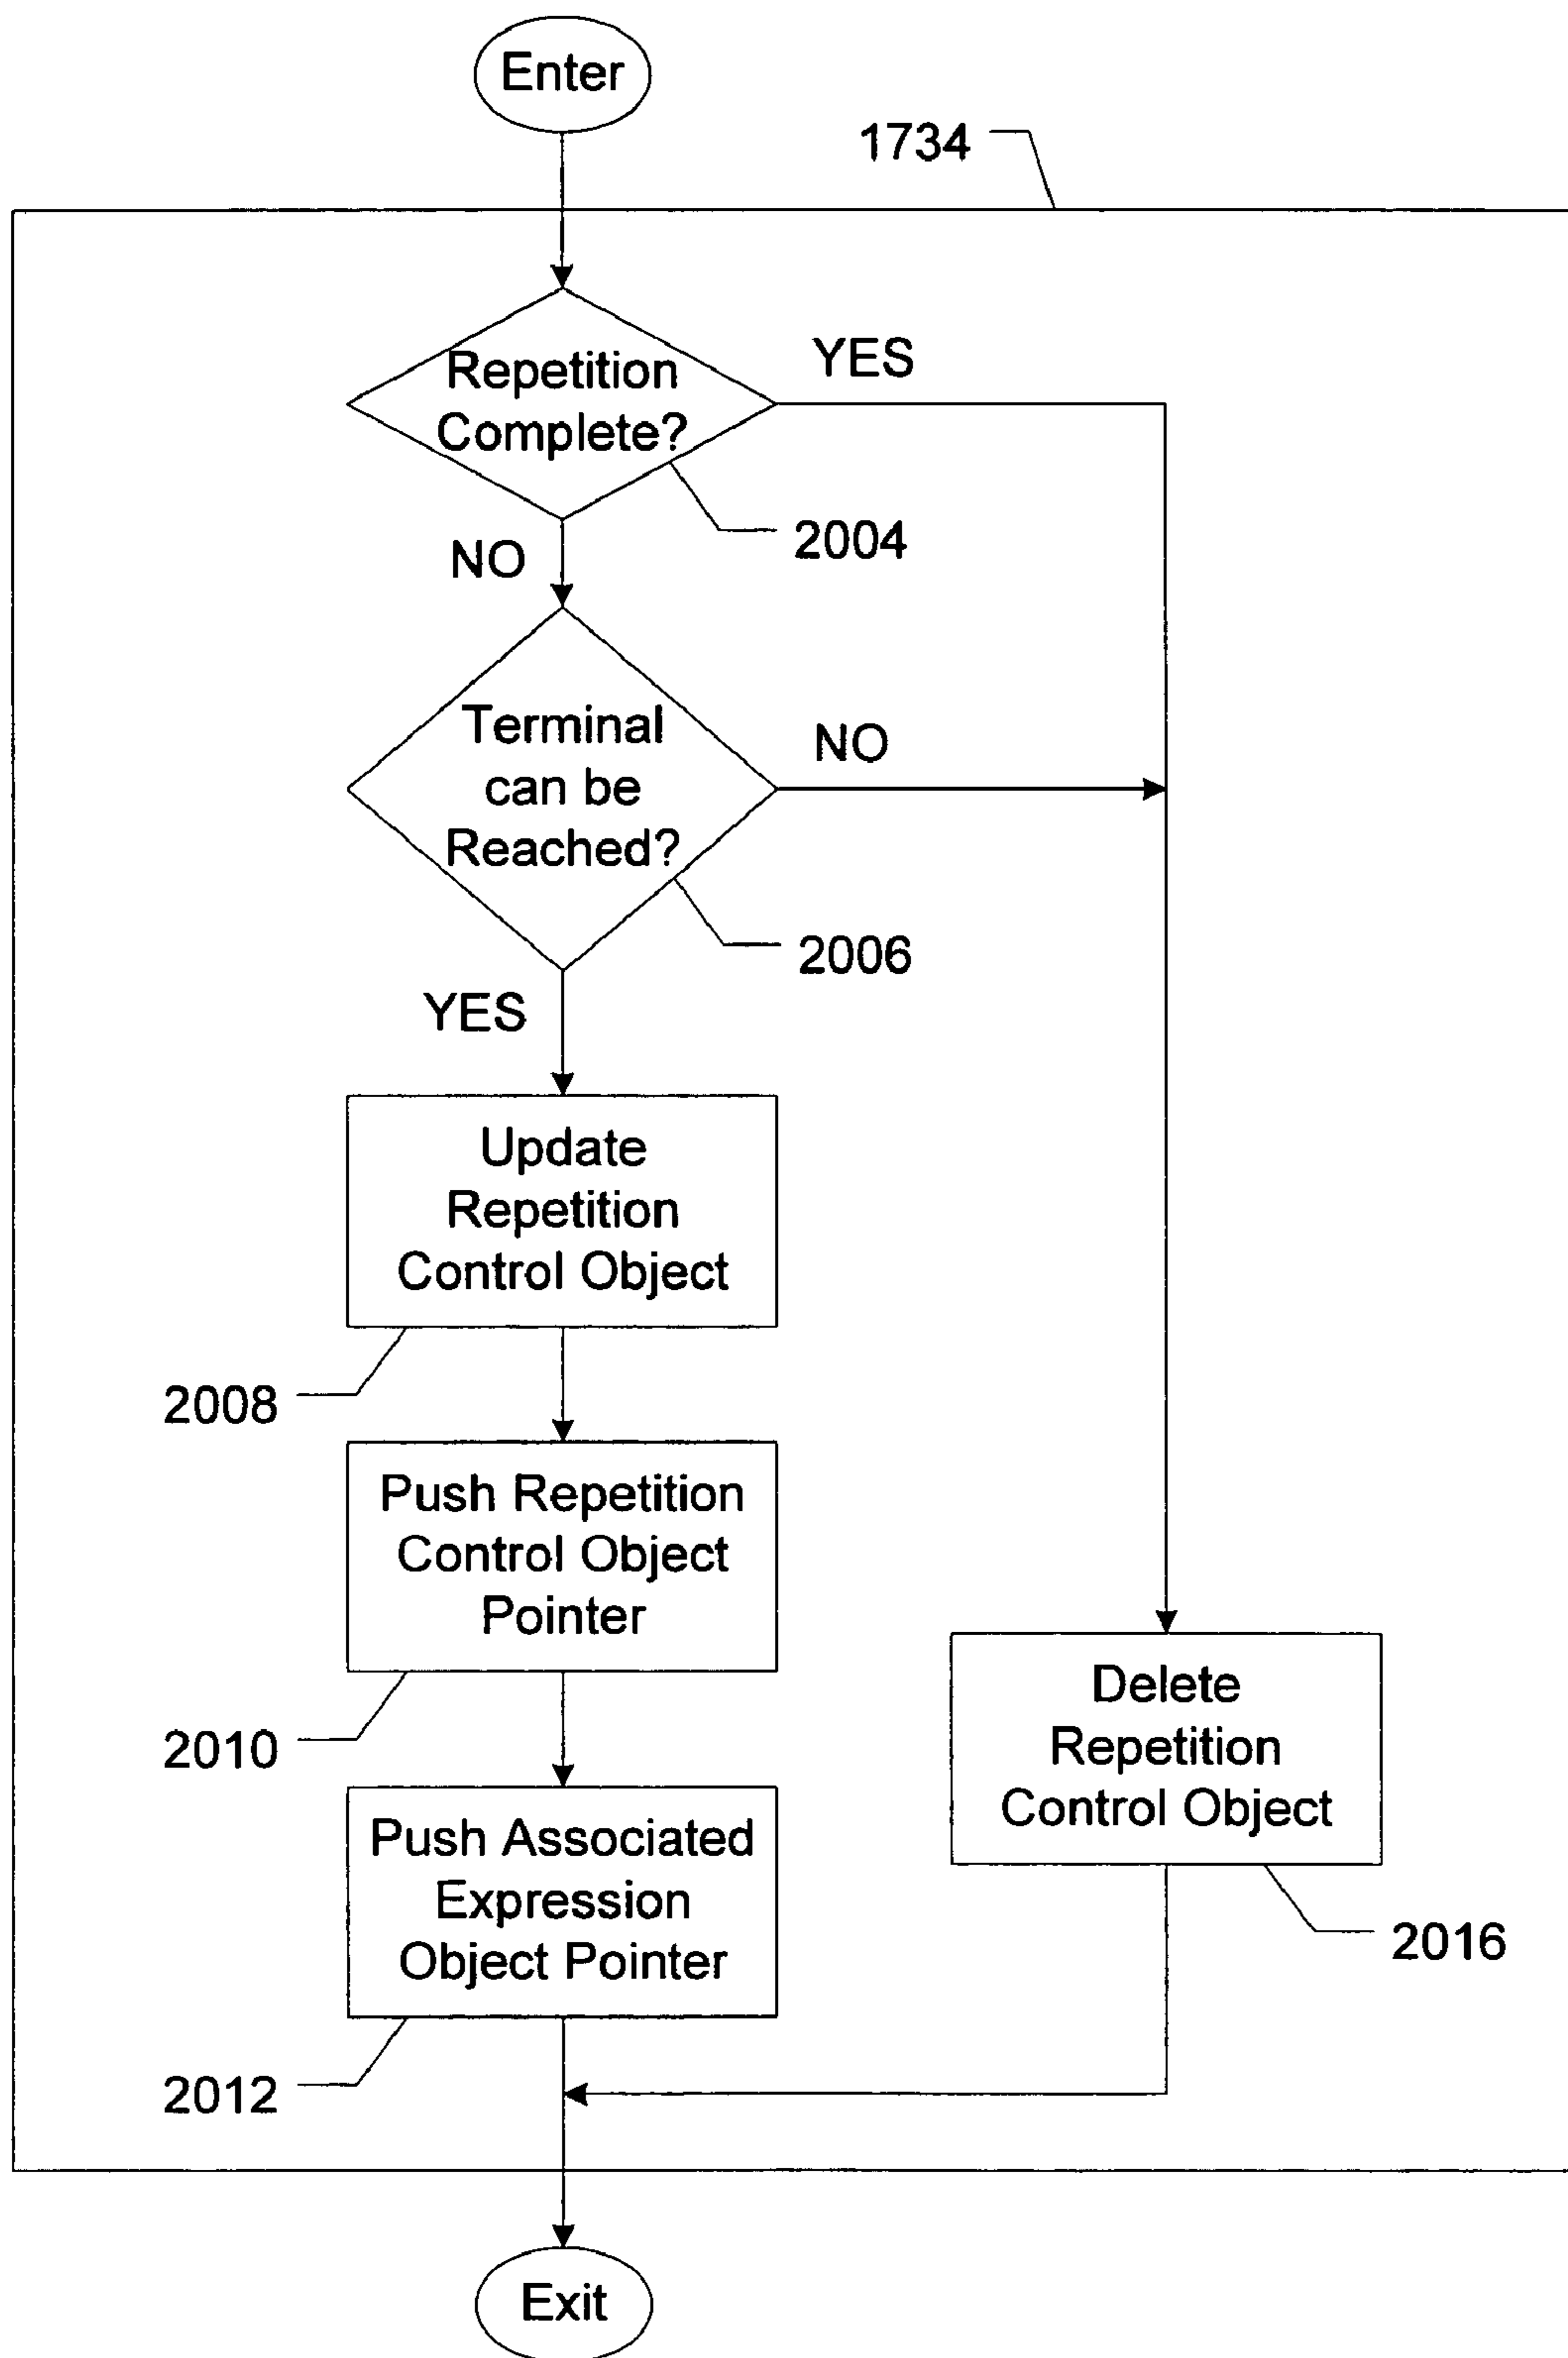 Enter
1734
Repetition
Complete?
YES
2004
NO
Terminal
can be
Reached?
NO
2006
YES
Update
Repetition
Control Object
2008
Push Repetition
Control Object
Pointer
2010
Delete
Repetition
Control Object
2016
Push Associated
Expression
Object Pointer
2012
Exit